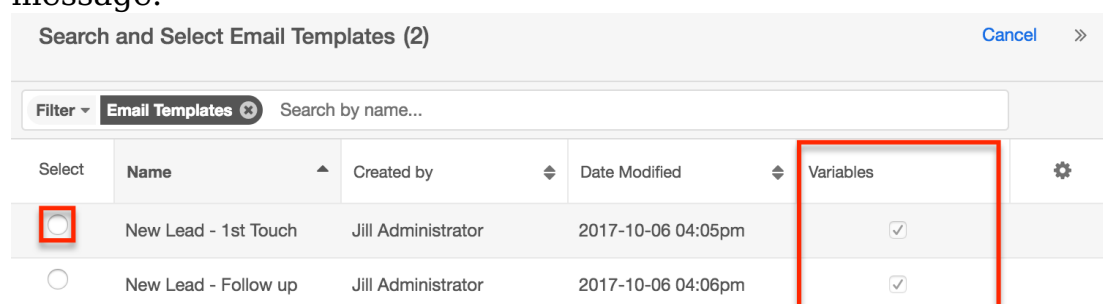 message.
Search and Select Email Templates (2) Cancel »
Filter Email Templates Search by name...
Select Name Created by Date Modified Variables
New Lead - 1st Touch Jill Administrator 2017-10-06 04:05pm
New Lead - Follow up Jill Administrator 2017-10-06 04:06pm